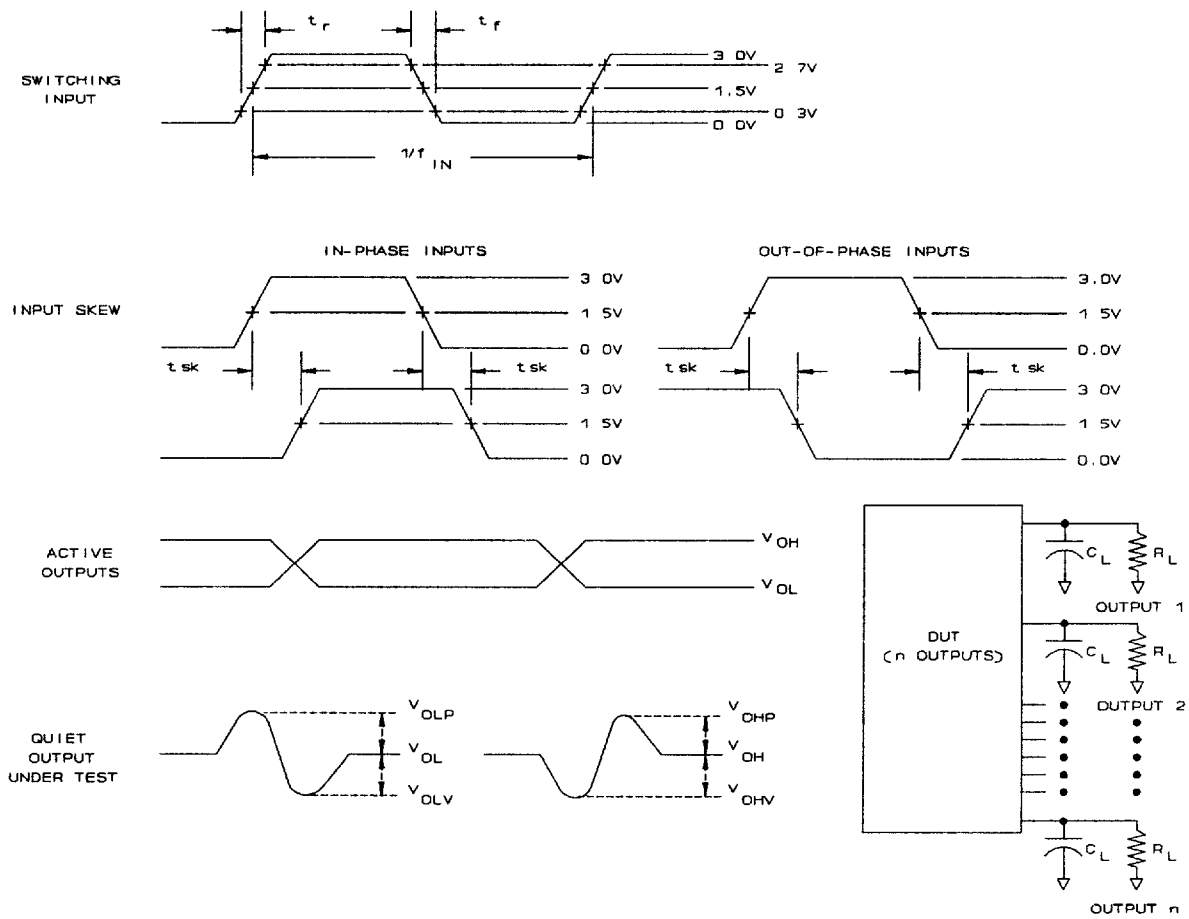 t r
t f
SWITCHING
INPUT
3 0V
2 7V
1.5V
0 3V
0 0V
1/f IN
IN-PHASE INPUTS
OUT-OF-PHASE INPUTS
INPUT SKEW
3 0V
1 5V
0 0V
t sk
t sk
3 0V
1 5V
0 0V
3.0V
1 5V
0.0V
t sk
t sk
3 0V
1 5V
0.0V
ACTIVE
OUTPUTS
V OH
V OL
QUIET
OUTPUT
UNDER TEST
V OLP
V OL
V OLV
V OHP
V OH
V OHV
DUT
(n OUTPUTS)
C L
R L
OUTPUT 1
C L
R L
OUTPUT 2
C L
R L
OUTPUT n